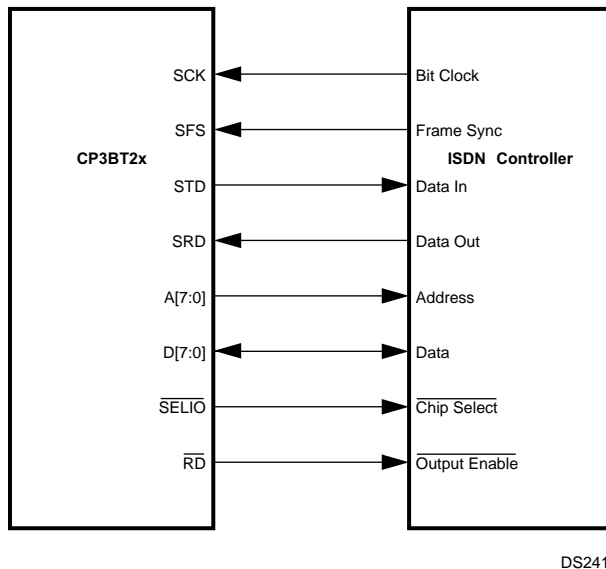 SCK Bit Clock
SFS Frame Sync
CP3BT2x ISDN Controller
STD Data In
SRD Data Out
A[7:0] Address
D[7:0] Data
SELIO Chip Select
RD Output Enable
DS241